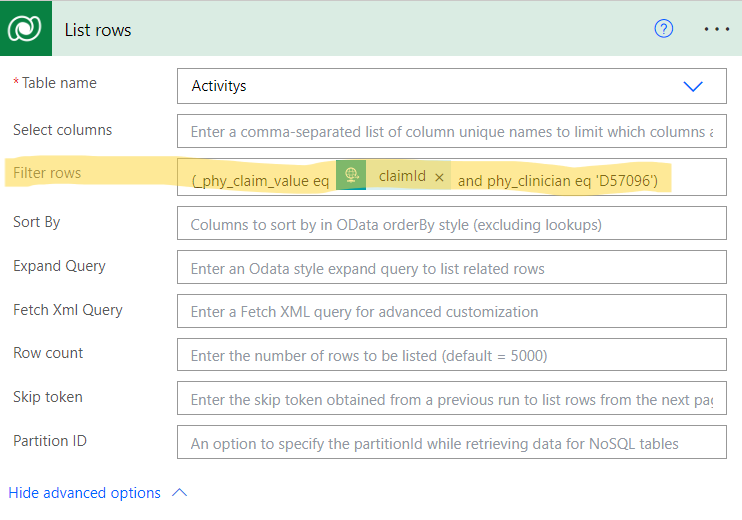 List rows
* Table name
Activitys
Select columns
Enter a comma-separated list of column unique names to limit which columns a
Filter rows
(_phy_claim_value eq claimId × and phy_clinician eq 'D57096')
Sort By
Columns to sort by in OData orderBy style (excluding lookups)
Expand Query
Enter an Odata style expand query to list related rows
Fetch Xml Query
Enter a Fetch XML query for advanced customization
Row count
Enter the number of rows to be listed (default = 5000)
Skip token
Enter the skip token obtained from a previous run to list rows from the next pag
Partition ID
An option to specify the partitionId while retrieving data for NoSQL tables
Hide advanced options